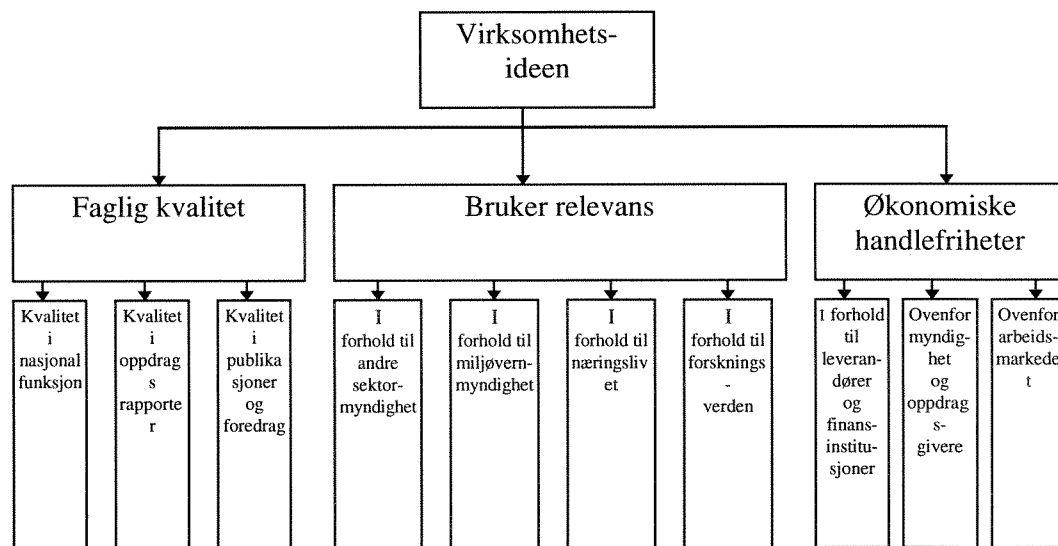 Virksomhets-
ideen
Faglig kvalitet
Bruker relevans
Økonomiske
handlefriheter
Kvalitet
i
nasjonal
funksjon
Kvalitet
i
oppdrag
s
rapporte
r
Kvalitet
i
publika
sjoner
og
foredrag
I
forhold til
andre
sektor-
myndighet
I
forhold til
miljøvern-
myndighet
I
forhold til
næringsliv
et
I
forhold til
forsknings
-
verden
I forhold
til
leveran-
dører
og
finans-
institu-
sjoner
Ovenfor
myndig-
het
og
oppdrag
s-
givere
Ovenfor
arbeids-
markede
t